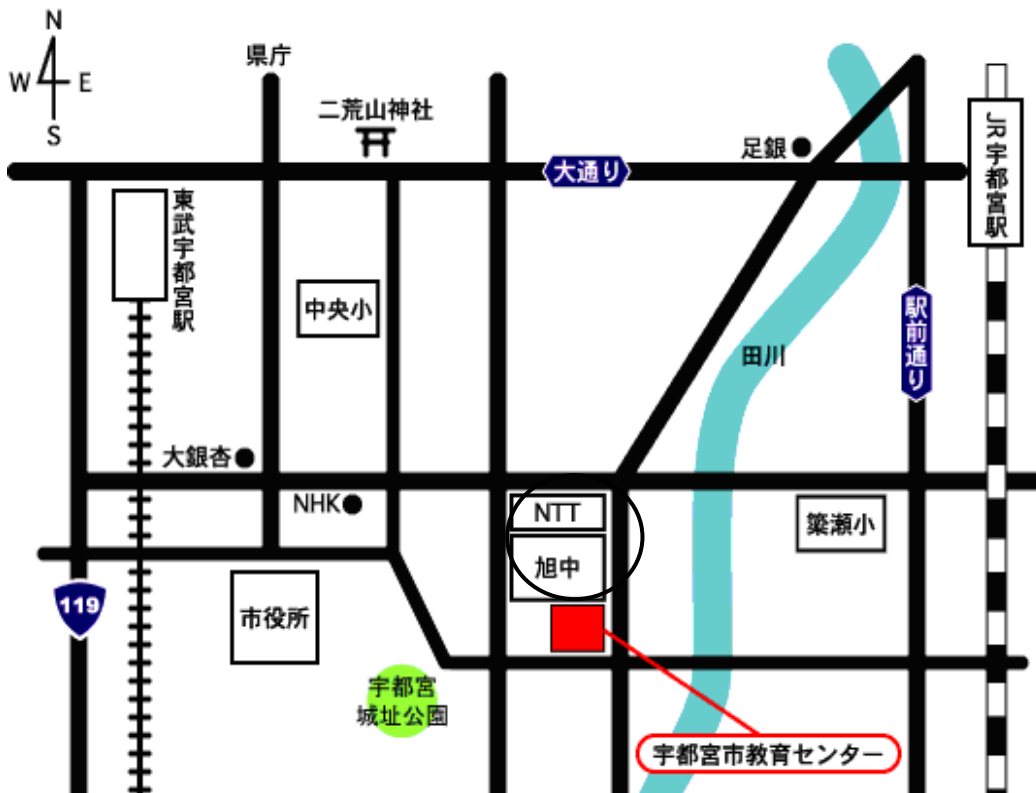 N
W E
S
県庁
二荒山神社
足銀
大通り
JR宇都宮駅
東武宇都宮駅
中央小
駅前通り
田川
大銀杏
NHK
NTT
簗瀬小
旭中
119
市役所
宇都宮
城址公園
宇都宮市教育センター